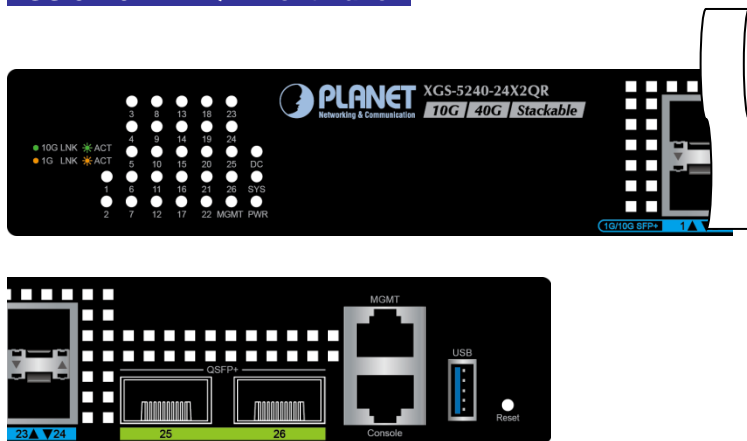 PLANET
Networking & Communication
XGS-5240-24X2QR
10G 40G Stackable
3 8 13 18 23
4 9 14 19 24
10G LNK ACT
1G LNK ACT
5 10 15 20 25 DC
1 6 11 16 21 26 SYS
2 7 12 17 22 MGMT PWR
1G/10G SFP+ 1
MGMT
USB
QSFP+
Reset
23 24 25 26 Console